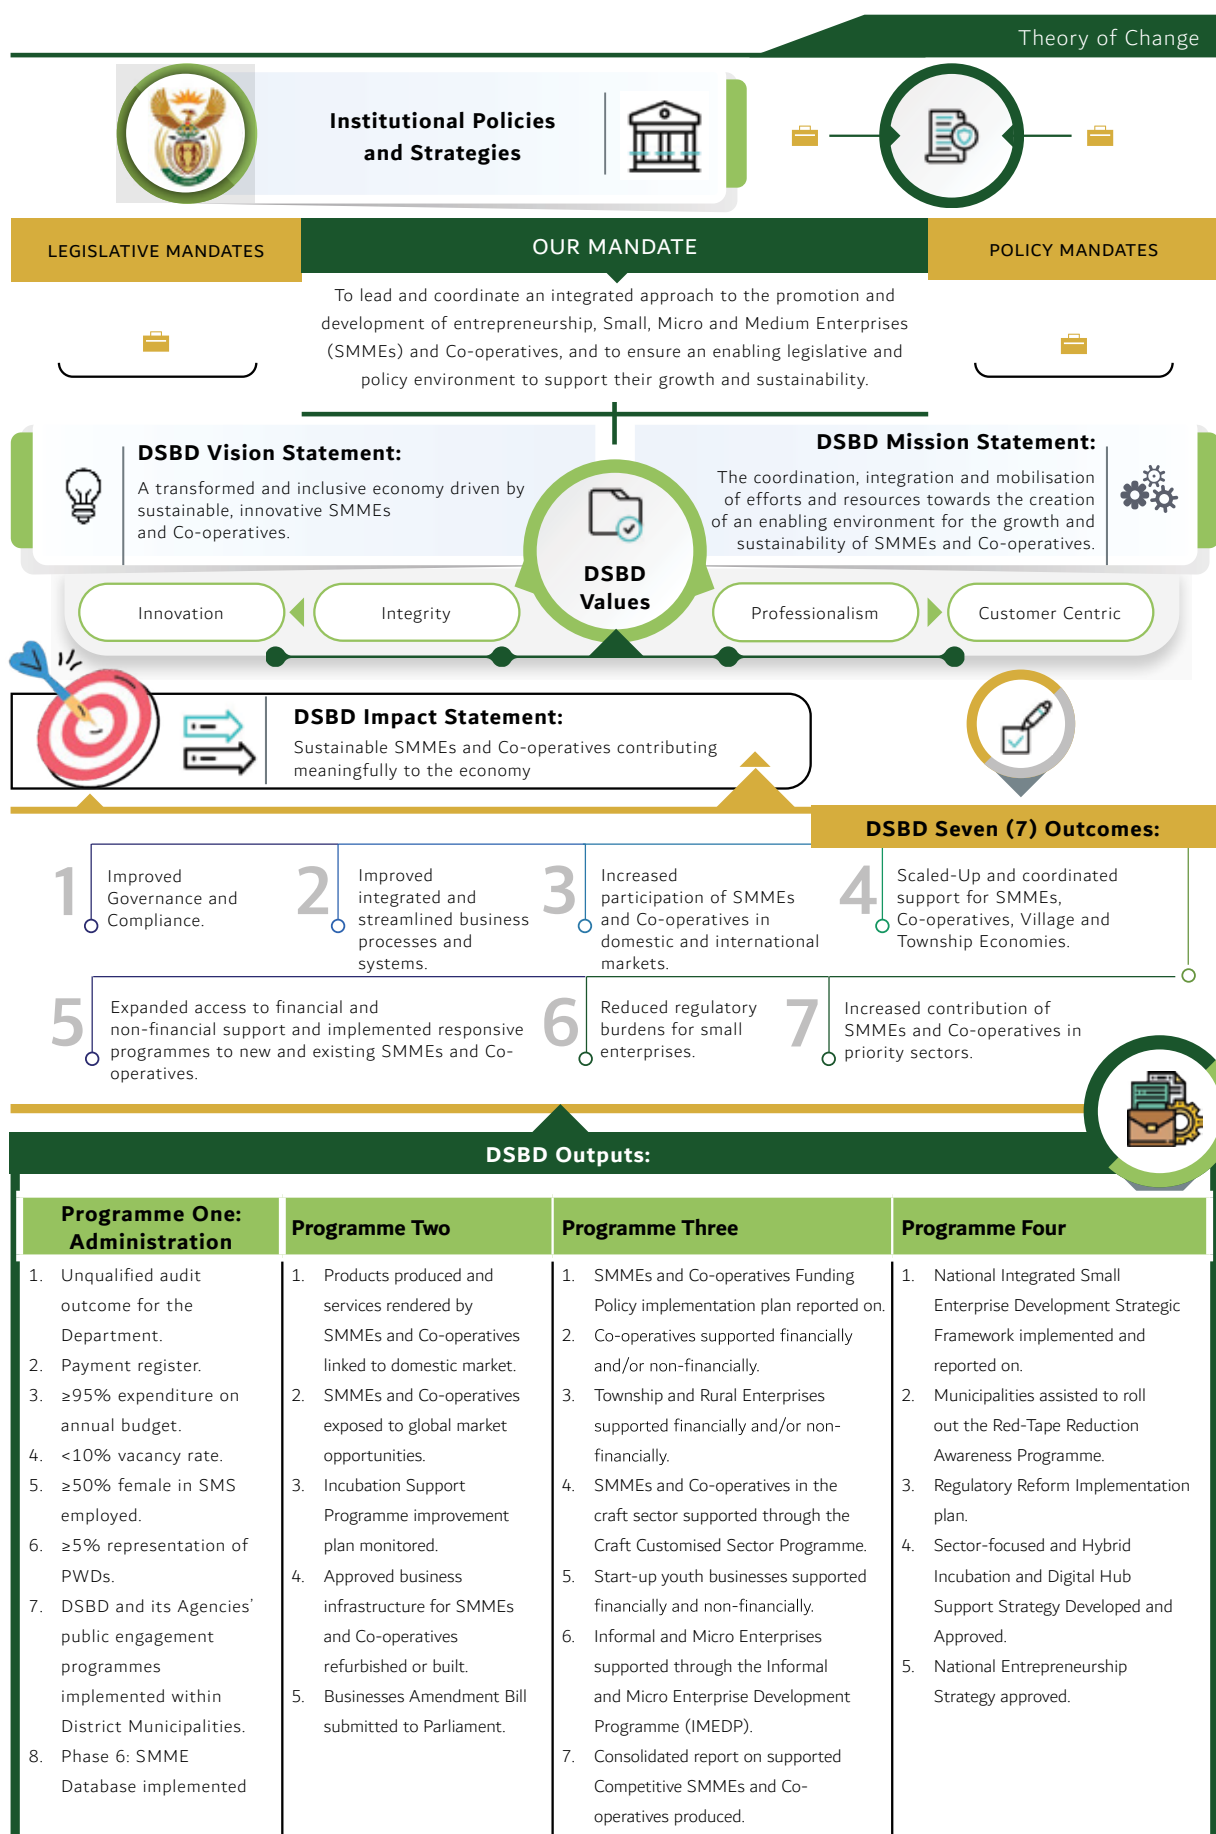 Theory of Change
Institutional Policies
and Strategies
LEGISLATIVE MANDATES
OUR MANDATE
POLICY MANDATES
To lead and coordinate an integrated approach to the promotion and
development of entrepreneurship, Small, Micro and Medium Enterprises
(SMMEs) and Co-operatives, and to ensure an enabling legislative and
policy environment to support their growth and sustainability.
DSBD Vision Statement:
A transformed and inclusive economy driven by
sustainable, innovative SMMEs
and Co-operatives.
DSBD Mission Statement:
The coordination, integration and mobilisation
of efforts and resources towards the creation
of an enabling environment for the growth and
sustainability of SMMEs and Co-operatives.
DSBD
Values
Innovation
Integrity
Professionalism
Customer Centric
DSBD Impact Statement:
Sustainable SMMEs and Co-operatives contributing
meaningfully to the economy
DSBD Seven (7) Outcomes:
1
Improved
Governance and
Compliance.
2
Improved
integrated and
streamlined business
processes and
systems.
3
Increased
participation of SMMEs
and Co-operatives in
domestic and international
markets.
4
Scaled-Up and coordinated
support for SMMEs,
Co-operatives, Village and
Township Economies.
5
Expanded access to financial and
non-financial support and implemented responsive
programmes to new and existing SMMEs and Co-
operatives.
6
Reduced regulatory
burdens for small
enterprises.
7
Increased contribution of
SMMEs and Co-operatives in
priority sectors.
DSBD Outputs:
Programme One:
Administration
1. Unqualified audit
outcome for the
Department.
2. Payment register.
3. ≥95% expenditure on
annual budget.
4. <10% vacancy rate.
5. ≥50% female in SMS
employed.
6. ≥5% representation of
PWDs.
7. DSBD and its Agencies'
public engagement
programmes
implemented within
District Municipalities.
8. Phase 6: SMME
Database implemented
Programme Two
1. Products produced and
services rendered by
SMMEs and Co-operatives
linked to domestic market.
2. SMMEs and Co-operatives
exposed to global market
opportunities.
3. Incubation Support
Programme improvement
plan monitored.
4. Approved business
infrastructure for SMMEs
and Co-operatives
refurbished or built.
5. Businesses Amendment Bill
submitted to Parliament.
Programme Three
1. SMMEs and Co-operatives Funding
Policy implementation plan reported on.
2. Co-operatives supported financially
and/or non-financially.
3. Township and Rural Enterprises
supported financially and/or non-
financially.
4. SMMEs and Co-operatives in the
craft sector supported through the
Craft Customised Sector Programme.
5. Start-up youth businesses supported
financially and non-financially.
6. Informal and Micro Enterprises
supported through the Informal
and Micro Enterprise Development
Programme (IMEDP).
7. Consolidated report on supported
Competitive SMMEs and Co-
operatives produced.
Programme Four
1. National Integrated Small
Enterprise Development Strategic
Framework implemented and
reported on.
2. Municipalities assisted to roll
out the Red-Tape Reduction
Awareness Programme.
3. Regulatory Reform Implementation
plan.
4. Sector-focused and Hybrid
Incubation and Digital Hub
Support Strategy Developed and
Approved.
5. National Entrepreneurship
Strategy approved.